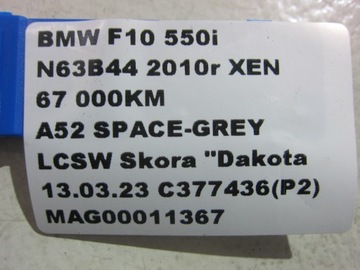 BMW F10 550i
N63B44 2010r XEN
67 000KM
A52 SPACE-GREY
LCSW Skora "Dakota
13.03.23 C377436(P2)
MAG00011367